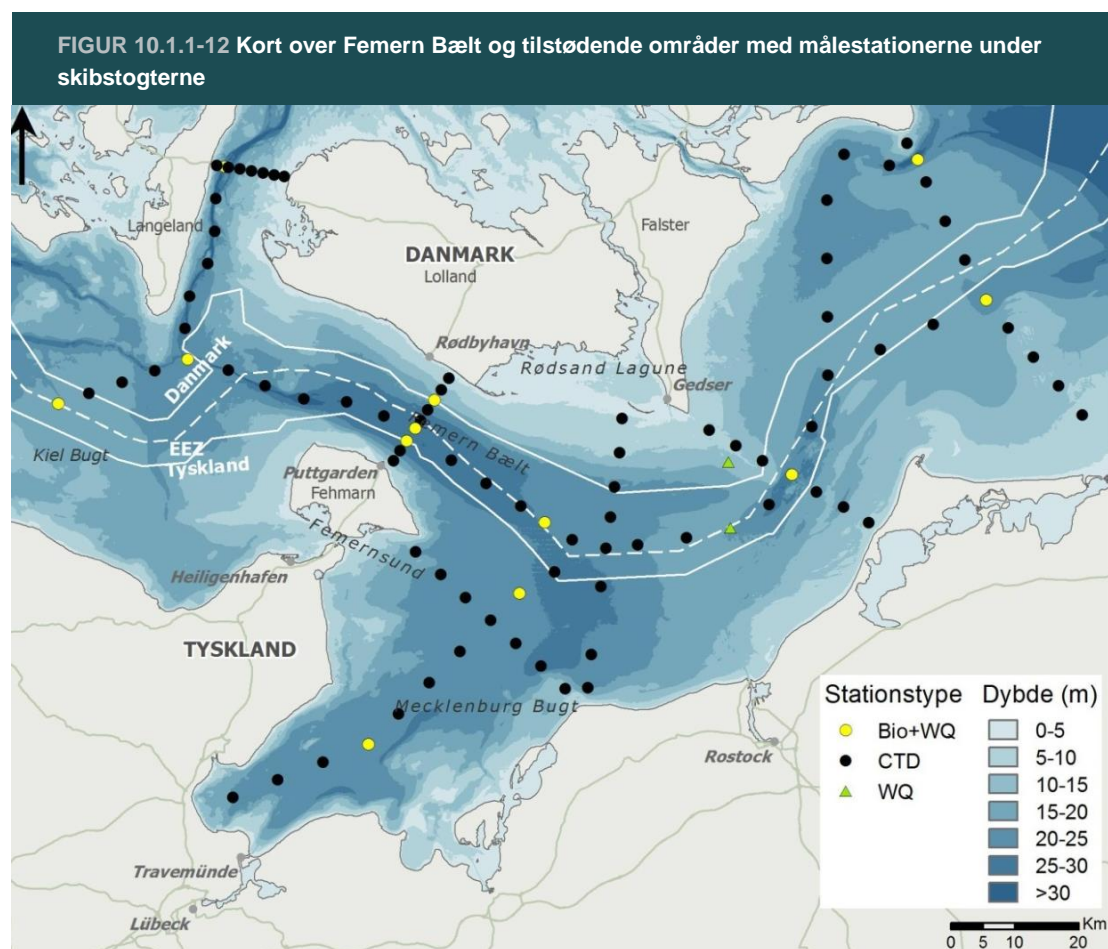 FIGUR 10.1.1-12 Kort over Femern Bælt og tilstødende områder med målestationerne under
skibstogterne
Langeland
DANMARK
Lolland
Falster
Rødbyhavn
Rødsand Lagune
Gedser
Danmark
EEZ
Tyskland
Kiel Bugt
Femern Bælt
Puttgarden
Fehmarn
Femernsund
Heiligenhafen
TYSKLAND
Mecklenburg Bugt
Rostock
Travemünde
Lübeck
Stationstype
Bio+WQ
CTD
WQ
Dybde (m)
0-5
5-10
10-15
15-20
20-25
25-30
>30
Km
0 5 10 20